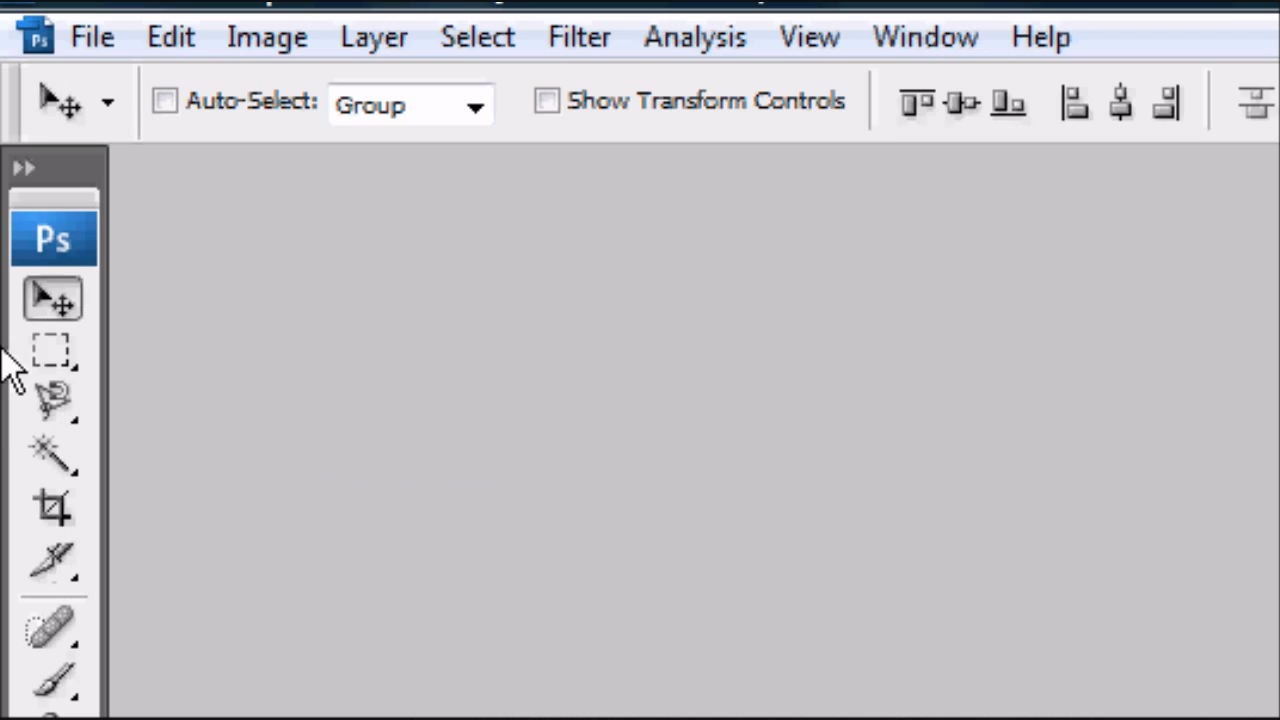 Ps File Edit Image Layer Select Filter Analysis View Window Help
Auto-Select: Group Show Transform Controls
Ps